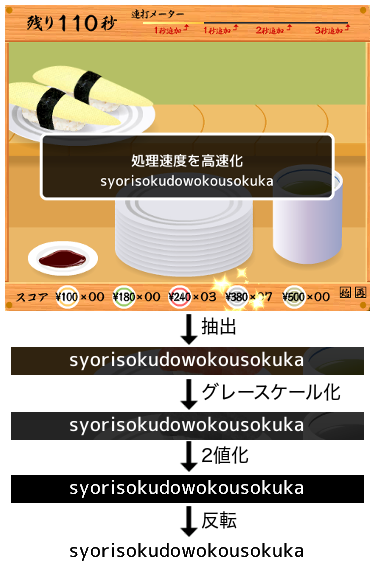 残り110秒
連打メーター
1秒追加 1秒追加 2秒追加 3秒追加
処理速度を高速化
syorisokudowokousokuka
スコア ¥100×00 ¥180×00 ¥240×03 ¥380×07 ¥500×00
抽出
syorisokudowokousokuka
グレースケール化
syorisokudowokousokuka
2値化
syorisokudowokousokuka
反転
syorisokudowokousokuka